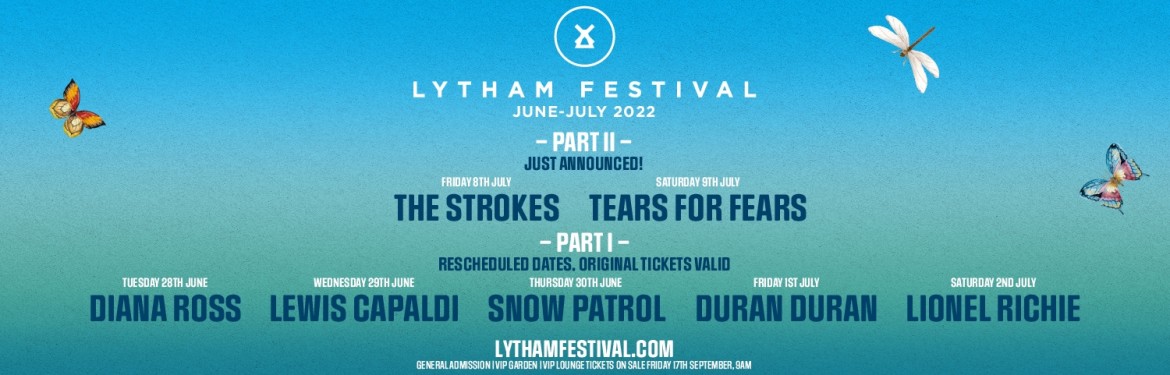 LYTHAM FESTIVAL
JUNE-JULY 2022
– PART II –
JUST ANNOUNCED!
FRIDAY 8TH JULY SATURDAY 9TH JULY
THE STROKES TEARS FOR FEARS
– PART I –
RESCHEDULED DATES. ORIGINAL TICKETS VALID
TUESDAY 28TH JUNE WEDNESDAY 29TH JUNE THURSDAY 30TH JUNE FRIDAY 1ST JULY SATURDAY 2ND JULY
DIANA ROSS LEWIS CAPALDI SNOW PATROL DURAN DURAN LIONEL RICHIE
LYTHAMFESTIVAL.COM
GENERAL ADMISSION | VIP GARDEN | VIP LOUNGE TICKETS ON SALE FRIDAY 17TH SEPTEMBER, 9AM